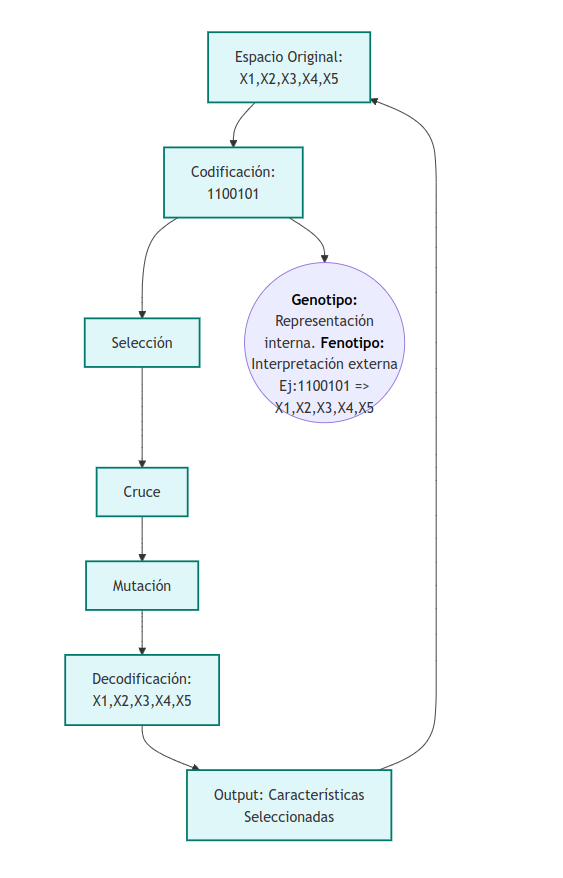 Espacio Original:
X1,X2,X3,X4,X5
Codificación:
1100101
Genotipo:
Representación
interna. Fenotipo:
Interpretación externa
Ej:1100101 =>
X1,X2,X3,X4,X5
Selección
Cruce
Mutación
Decodificación:
X1,X2,X3,X4,X5
Output: Características
Seleccionadas